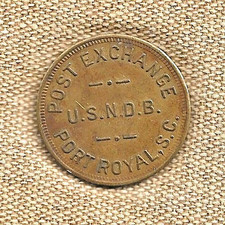 POST EXCHANGE
U.S.N.D.B.
PORT ROYAL, S.C.